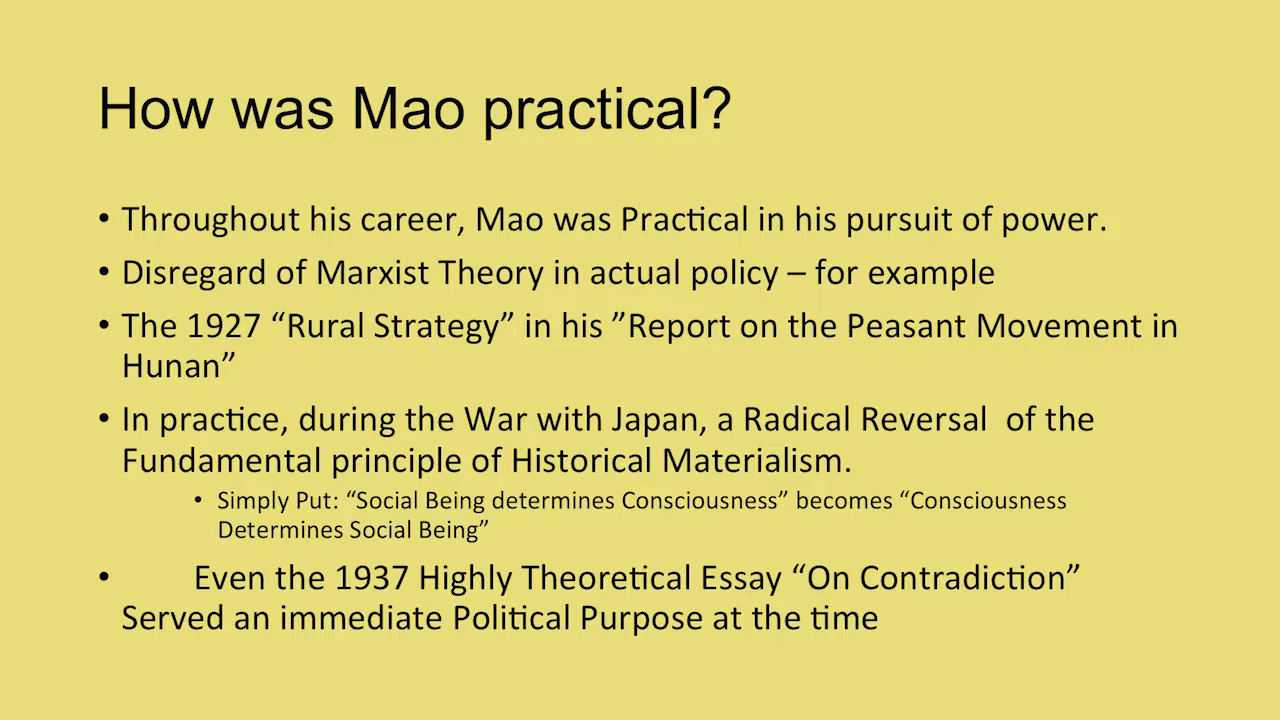 How was Mao practical?
• Throughout his career, Mao was Practical in his pursuit of power.
• Disregard of Marxist Theory in actual policy – for example
• The 1927 “Rural Strategy” in his ”Report on the Peasant Movement in
Hunan”
• In practice, during the War with Japan, a Radical Reversal  of the
Fundamental principle of Historical Materialism.
• Simply Put: “Social Being determines Consciousness” becomes “Consciousness
Determines Social Being”
• Even the 1937 Highly Theoretical Essay “On Contradiction”
Served an immediate Political Purpose at the time